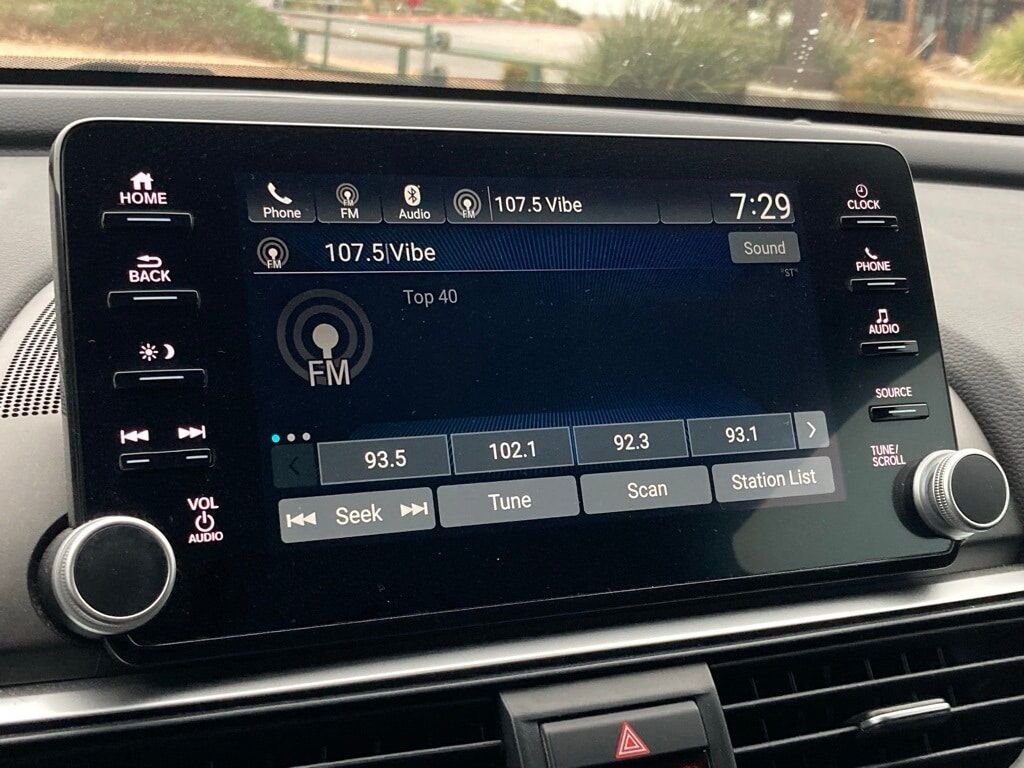 HOME
BACK
VOL
AUDIO
Phone
FM
Audio
FM
107.5 Vibe
7:29
FM
107.5 Vibe
Sound
"ST"
Top 40
FM
93.5
102.1
92.3
93.1
Seek
Tune
Scan
Station List
CLOCK
PHONE
AUDIO
SOURCE
TUNE/
SCROLL